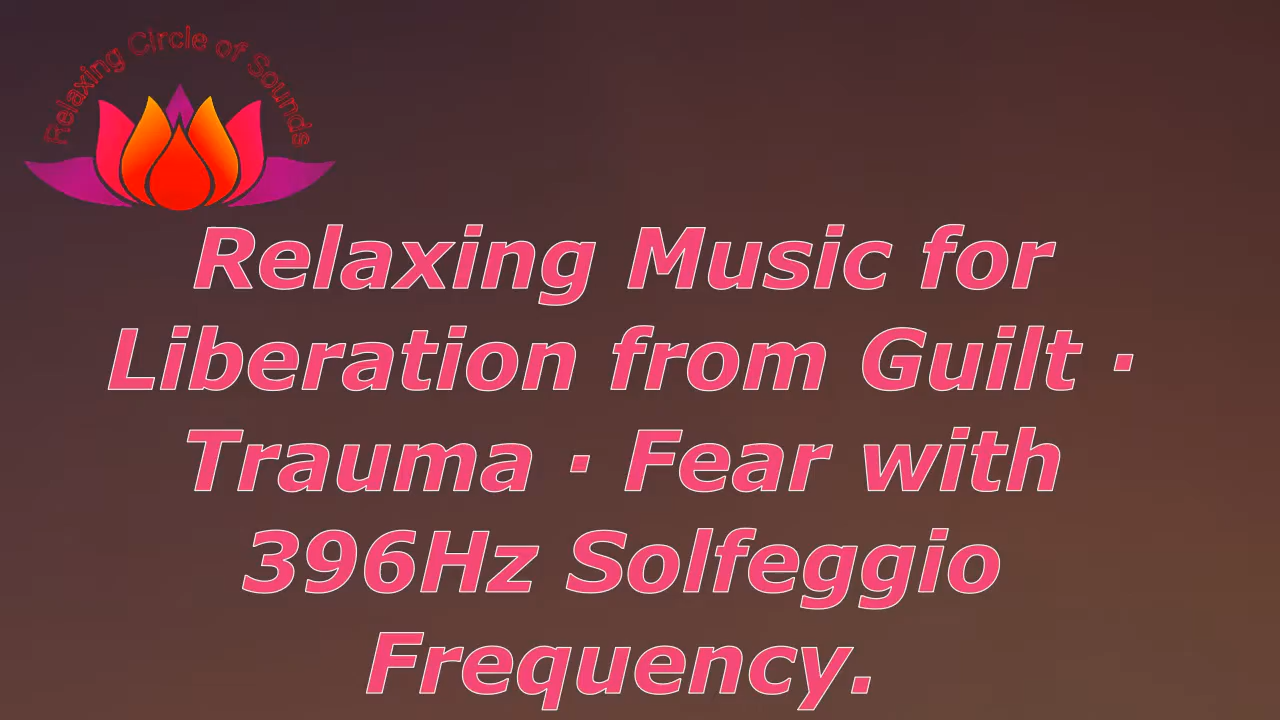 Relaxing Circle of Sounds
Relaxing Music for
Liberation from Guilt ·
Trauma · Fear with
396Hz Solfeggio
Frequency.